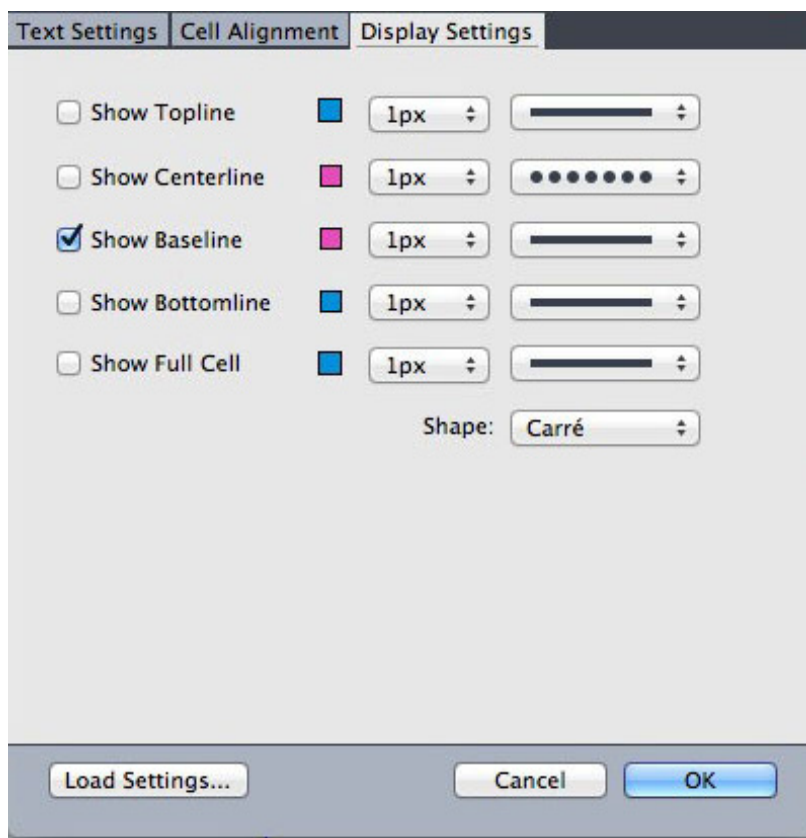 Text Settings Cell Alignment Display Settings
Show Topline 1px
Show Centerline 1px
Show Baseline 1px
Show Bottomline 1px
Show Full Cell 1px
Shape: Carré
Load Settings... Cancel OK